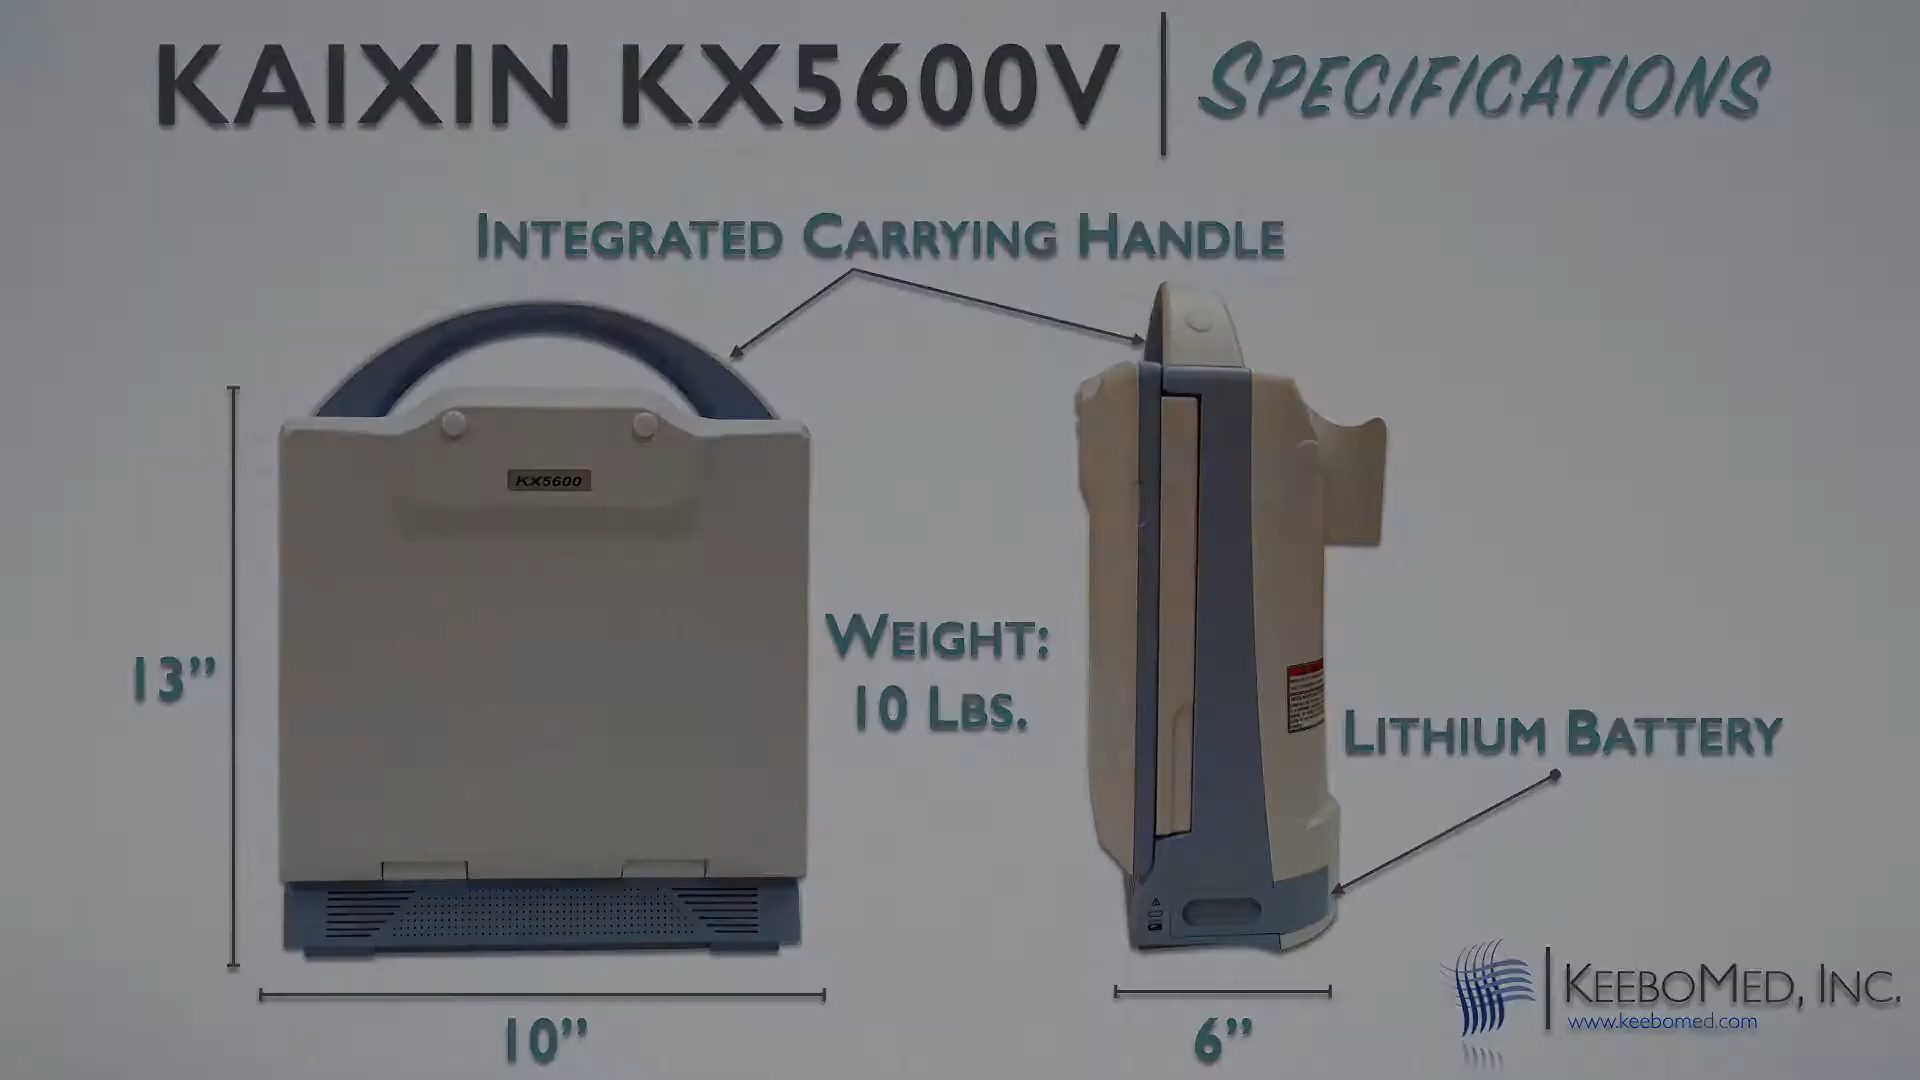 KAIXIN KX5600V
SPECIFICATIONS
INTEGRATED CARRYING HANDLE
KX5600
13”
WEIGHT:
10 LBS.
LITHIUM BATTERY
10”
6”
KEEBOMED, INC.
www.keebomed.com